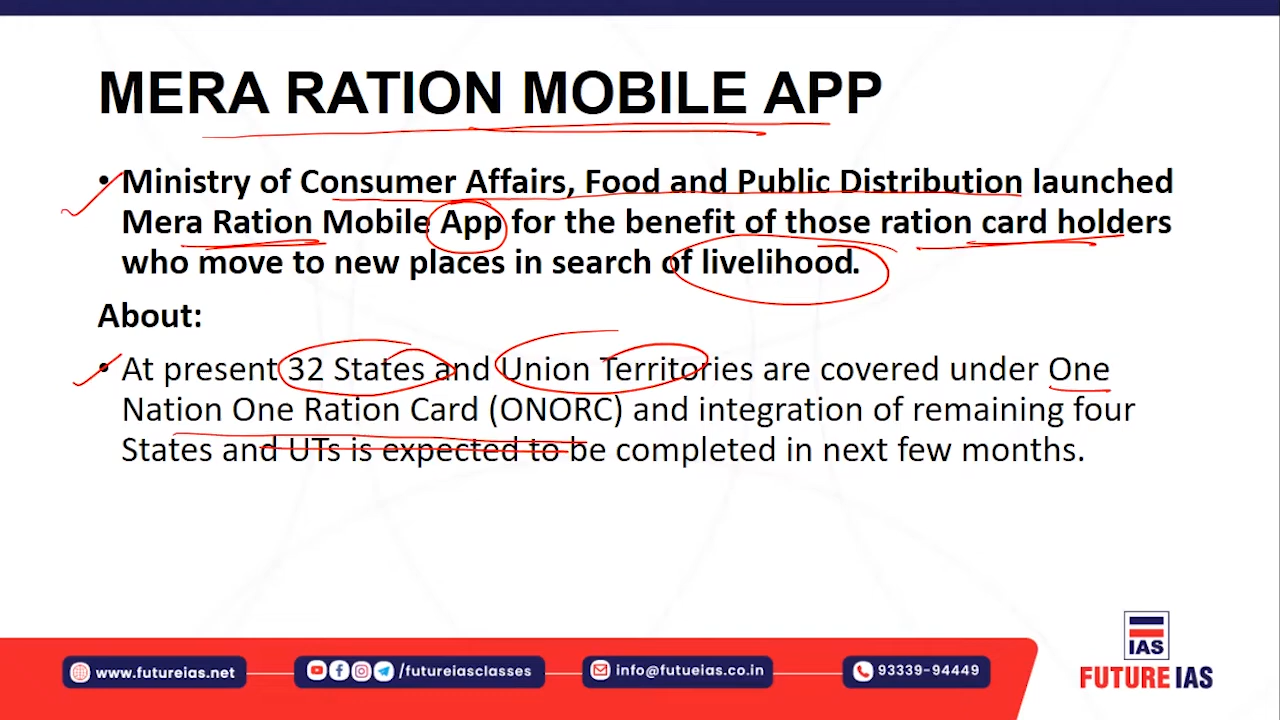 MERA RATION MOBILE APP
• Ministry of Consumer Affairs, Food and Public Distribution launched
Mera Ration Mobile App for the benefit of those ration card holders
who move to new places in search of livelihood.
About:
• At present 32 States and Union Territories are covered under One
Nation One Ration Card (ONORC) and integration of remaining four
States and UTs is expected to be completed in next few months.
IAS
FUTURE IAS
www.futureias.net
/futureiasclasses
info@futueias.co.in
93339-94449